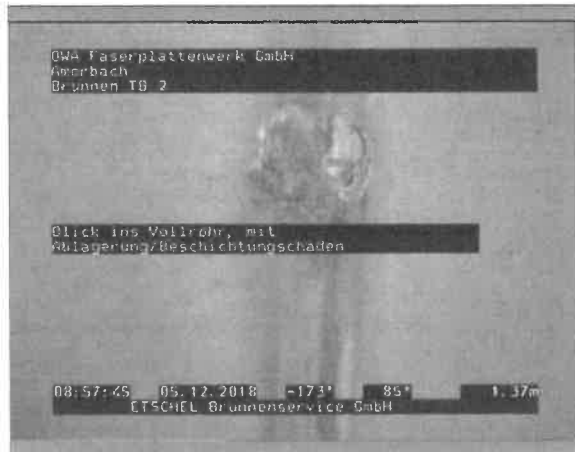 OWA Faserplattenwerk GmbH
Amorbach
Brunnen TB 2
Blick ins Vollrohr, mit
Ablagerung/Beschichtungschäden
08:57:45 05.12.2018 -173° 85° 1.37m
ETSCHEL Brunnenservice GmbH